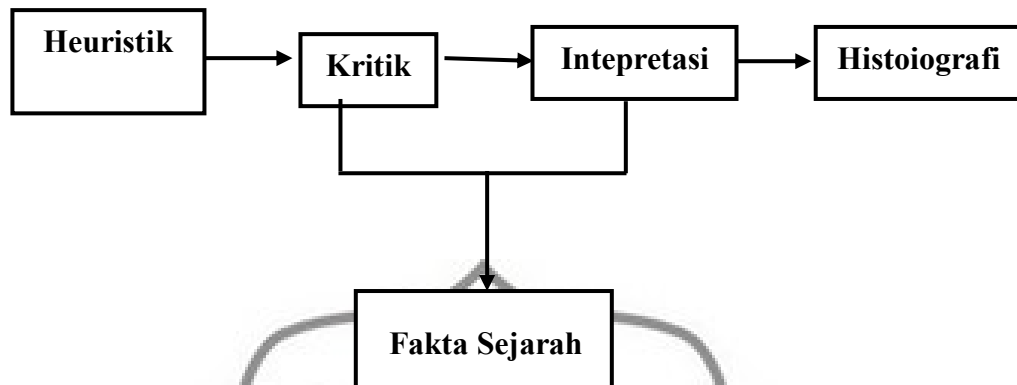 Heuristik
Kritik
Intepretasi
Histoiografi
Fakta Sejarah